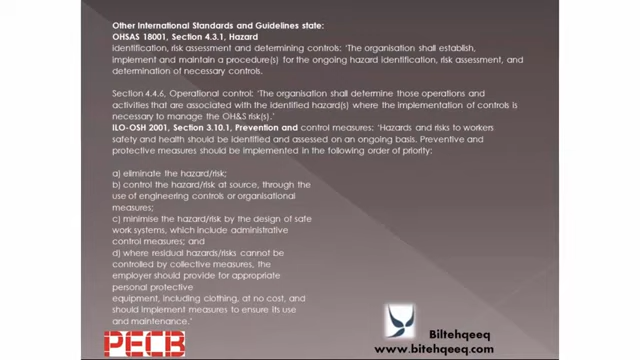 Other International Standards and Guidelines state:
OHSAS 18001, Section 4.3.1, Hazard
identification, risk assessment and determining controls: ‘The organisation shall establish,
implement and maintain a procedure(s) for the ongoing hazard identification, risk assessment, and
determination of necessary controls.
Section 4.4.6, Operational control: ‘The organisation shall determine those operations and
activities that are associated with the identified hazard(s) where the implementation of controls is
necessary to manage the OH&S risk(s).’
ILO-OSH 2001, Section 3.10.1, Prevention and control measures: ‘Hazards and risks to workers
safety and health should be identified and assessed on an ongoing basis. Preventive and
protective measures should be implemented in the following order of priority:
a) eliminate the hazard/risk;
b) control the hazard/risk at source, through the
use of engineering controls or organisational
measures;
c) minimise the hazard/risk by the design of safe
work systems, which include administrative
control measures; and
d) where residual hazards/risks cannot be
controlled by collective measures, the
employer should provide for appropriate
personal protective
equipment, including clothing, at no cost, and
should implement measures to ensure its use
and maintenance.’
PECB
Biltehqeeq
www.bitehqeeq.com